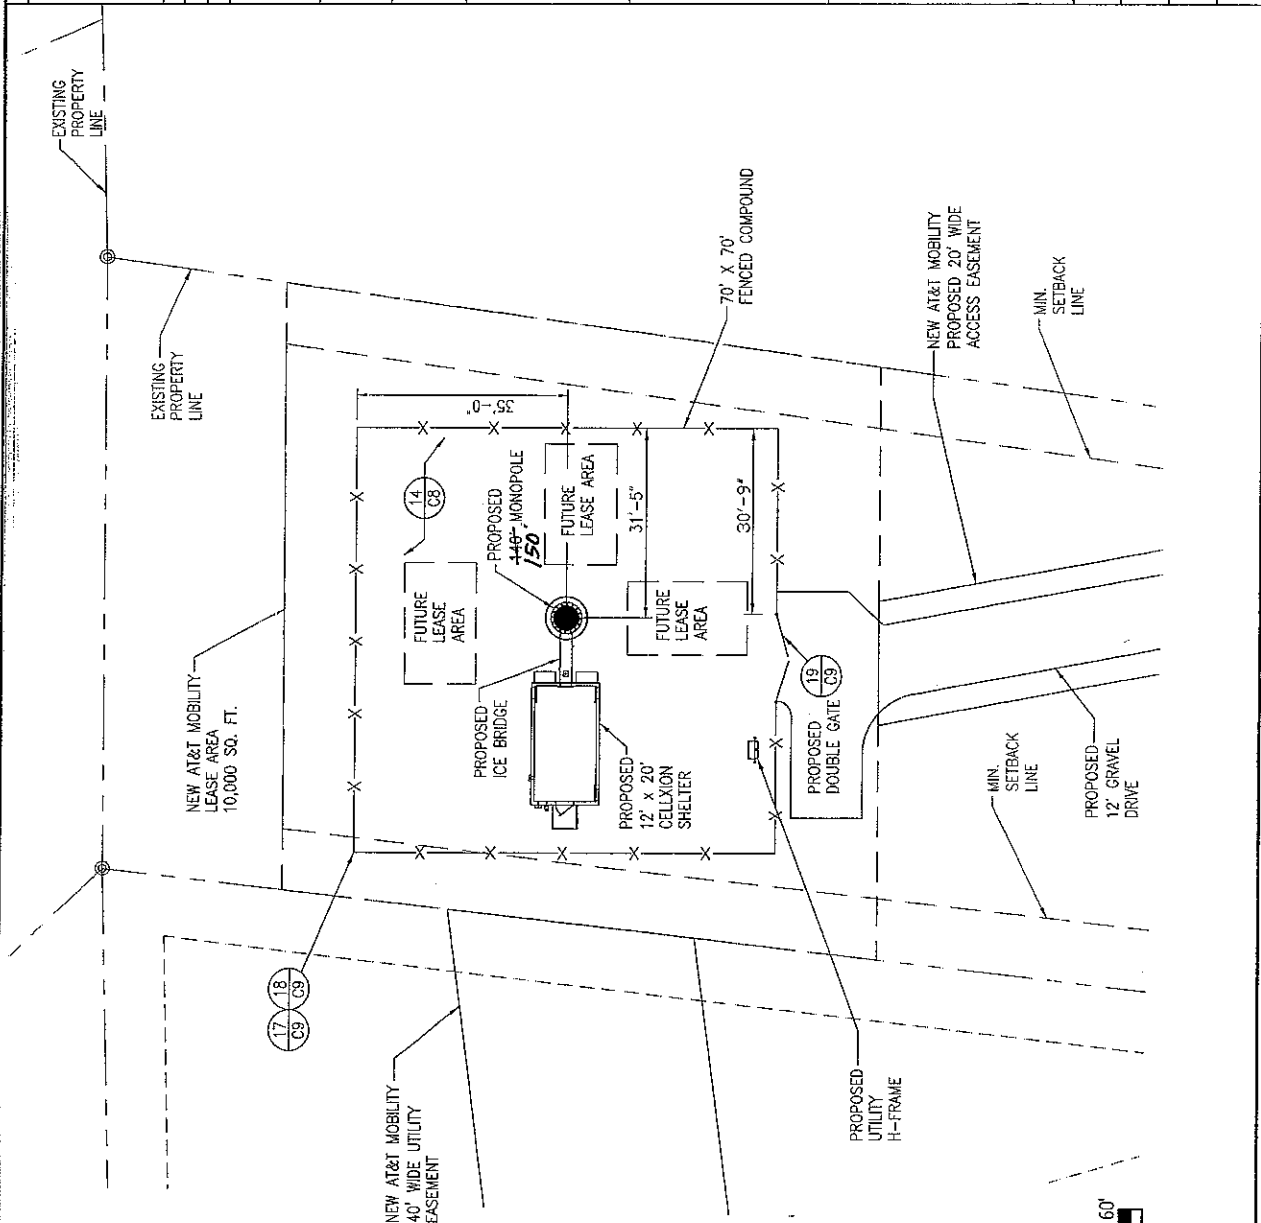 EXISTING
PROPERTY
LINE
EXISTING
PROPERTY
LINE
NEW AT&T MOBILITY
LEASE AREA
10,000 SQ. FT.
17
C9
18
C9
14
C8
35'-0"
70' X 70'
FENCED COMPOUND
PROPOSED
140' MONOPOLE
150'
FUTURE
LEASE AREA
FUTURE
LEASE
AREA
FUTURE
LEASE
AREA
31'-5"
30'-9"
PROPOSED
ICE BRIDGE
PROPOSED
12' x 20'
CELLXION
SHELTER
19
C9
PROPOSED
DOUBLE GATE
NEW AT&T MOBILITY
PROPOSED 20' WIDE
ACCESS EASEMENT
MIN.
SETBACK
LINE
MIN.
SETBACK
LINE
PROPOSED
12' GRAVEL
DRIVE
NEW AT&T MOBILITY
40' WIDE UTILITY
EASEMENT
PROPOSED
UTILITY
H-FRAME
60'